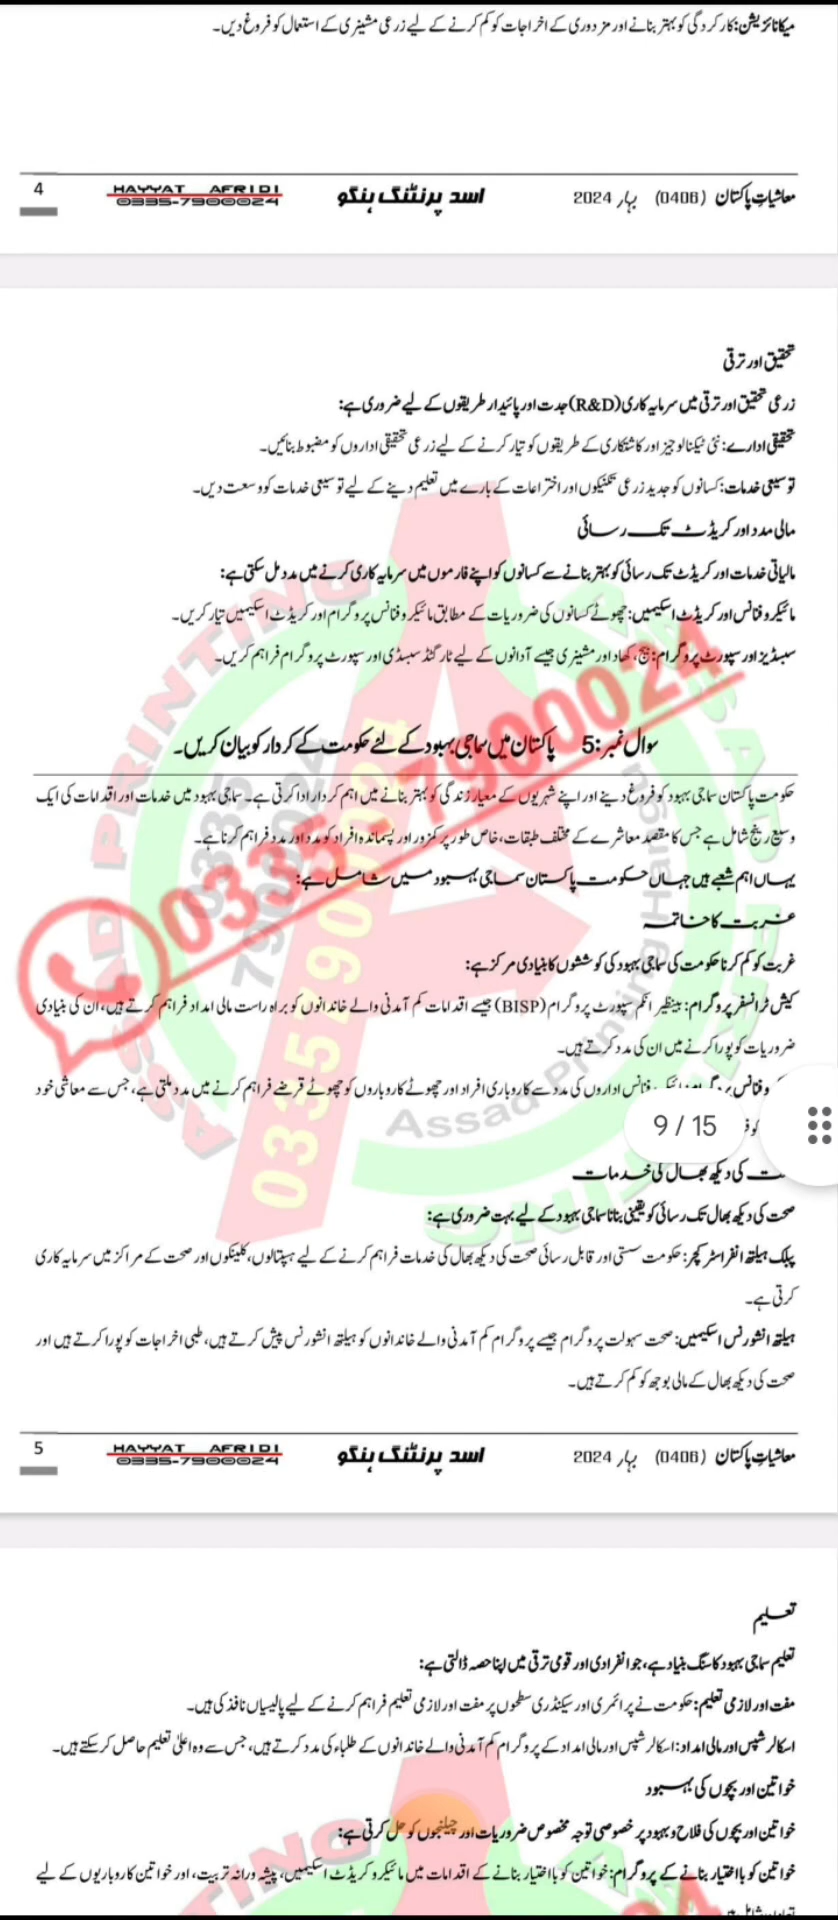 میکانائزیشن: کارکردگی کو بہتر بنانے اور مزدوری کے اخراجات کو کم کرنے کے لیے زرعی مشینری کے استعمال کو فروغ دیں۔
معاشیات پاکستان (0406) بہار 2024 اسد پرنٹنگ ہنگو HAYYAT AFRIDI 0335-7900024 4
تحقیق اور ترقی
زرعی تحقیق اور ترقی میں سرمایہ کاری (R&D) جدت اور پائیدار طریقوں کے لیے ضروری ہے:
تحقیقی ادارے: نئی ٹیکنالوجیز اور کاشتکاری کے طریقوں کو تیار کرنے کے لیے زرعی تحقیقی اداروں کو مضبوط بنائیں۔
توسیعی خدمات: کسانوں کو جدید زرعی تکنیکوں اور اختراعات کے بارے میں تعلیم دینے کے لیے توسیعی خدمات کو وسعت دیں۔
مالی مدد اور کریڈٹ تک رسائی
مالیاتی خدمات اور کریڈٹ تک رسائی کو بہتر بنانے سے کسانوں کو اپنے فارموں میں سرمایہ کاری کرنے میں مدد مل سکتی ہے:
مائیکرو فنانس اور کریڈٹ اسکیمیں: چھوٹے کسانوں کی ضروریات کے مطابق مائیکرو فنانس پروگرام اور کریڈٹ اسکیمیں تیار کریں۔
سبسڈیز اور سپورٹ پروگرام: بیج، کھاد اور مشینری جیسے آدانوں کے لیے ٹارگٹڈ سبسڈی اور سپورٹ پروگرام فراہم کریں۔
سوال نمبر: 5 پاکستان میں سماجی بہبود کے لئے حکومت کے کردار کو بیان کریں۔
حکومت پاکستان سماجی بہبود کو فروغ دینے اور اپنے شہریوں کے معیار زندگی کو بہتر بنانے میں اہم کردار ادا کرتی ہے۔ سماجی بہبود میں خدمات اور اقدامات کی ایک
وسیع رینج شامل ہے جس کا مقصد معاشرے کے مختلف طبقات، خاص طور پر کمزور اور پسماندہ افراد کو مدد اور مدد فراہم کرنا ہے۔
یہاں اہم شعبے ہیں جہاں حکومت پاکستان سماجی بہبود میں شامل ہے:
غربت کا خاتمہ
غربت کو کم کرنا حکومت کی سماجی بہبود کی کوششوں کا بنیادی مرکز ہے:
کیش ٹرانسفر پروگرام: بینظیر انکم سپورٹ پروگرام (BISP) جیسے اقدامات کم آمدنی والے خاندانوں کو براہ راست مالی امداد فراہم کرتے ہیں، ان کی بنیادی
ضروریات کو پورا کرنے میں ان کی مدد کرتے ہیں۔
و فنانس فنانس اداروں کی مدد سے کاروباری افراد اور چھوٹے کاروباروں کو چھوٹے قرضے فراہم کرنے میں مدد ملتی ہے، جس سے معاشی خود
9 / 15
کی دیکھ بھال کی خدمات
صحت کی دیکھ بھال تک رسائی کو یقینی بنانا سماجی بہبود کے لیے بہت ضروری ہے:
پبلک ہیلتھ انفراسٹرکچر: حکومت سستی اور قابل رسائی صحت کی دیکھ بھال کی خدمات فراہم کرنے کے لیے ہسپتالوں، کلینکوں اور صحت کے مراکز میں سرمایہ کاری
کرتی ہے۔
ہیلتھ انشورنس اسکیمیں: صحت سہولت پروگرام جیسے پروگرام کم آمدنی والے خاندانوں کو ہیلتھ انشورنس پیش کرتے ہیں، طبی اخراجات کو پورا کرتے ہیں اور
صحت کی دیکھ بھال کے مالی بوجھ کو کم کرتے ہیں۔
معاشیات پاکستان (0406) بہار 2024 اسد پرنٹنگ ہنگو HAYYAT AFRIDI 0335-7900024 5
تعلیم
تعلیم سماجی بہبود کا سنگ بنیاد ہے، جو انفرادی اور قومی ترقی میں اپنا حصہ ڈالتی ہے:
مفت اور لازمی تعلیم: حکومت نے پرائمری اور سیکنڈری سطحوں پر مفت اور لازمی تعلیم فراہم کرنے کے لیے پالیسیاں نافذ کی ہیں۔
اسکالرشپس اور مالی امداد: اسکالرشپس اور مالی امداد کے پروگرام کم آمدنی والے خاندانوں کے طلباء کی مدد کرتے ہیں، جس سے وہ اعلیٰ تعلیم حاصل کر سکتے ہیں۔
خواتین اور بچوں کی بہبود
خواتین اور بچوں کی فلاح و بہبود پر خصوصی توجہ مخصوص ضروریات اور چیلنجوں کو حل کرتی ہے:
خواتین کو بااختیار بنانے کے پروگرام: خواتین کو بااختیار بنانے کے اقدامات میں مائیکرو کریڈٹ اسکیمیں، پیشہ ورانہ تربیت، اور خواتین کاروباریوں کے لیے
0335-7900024
ASSAD PRINTING
Assad Printing Hangu
0335 7900024
03357900024